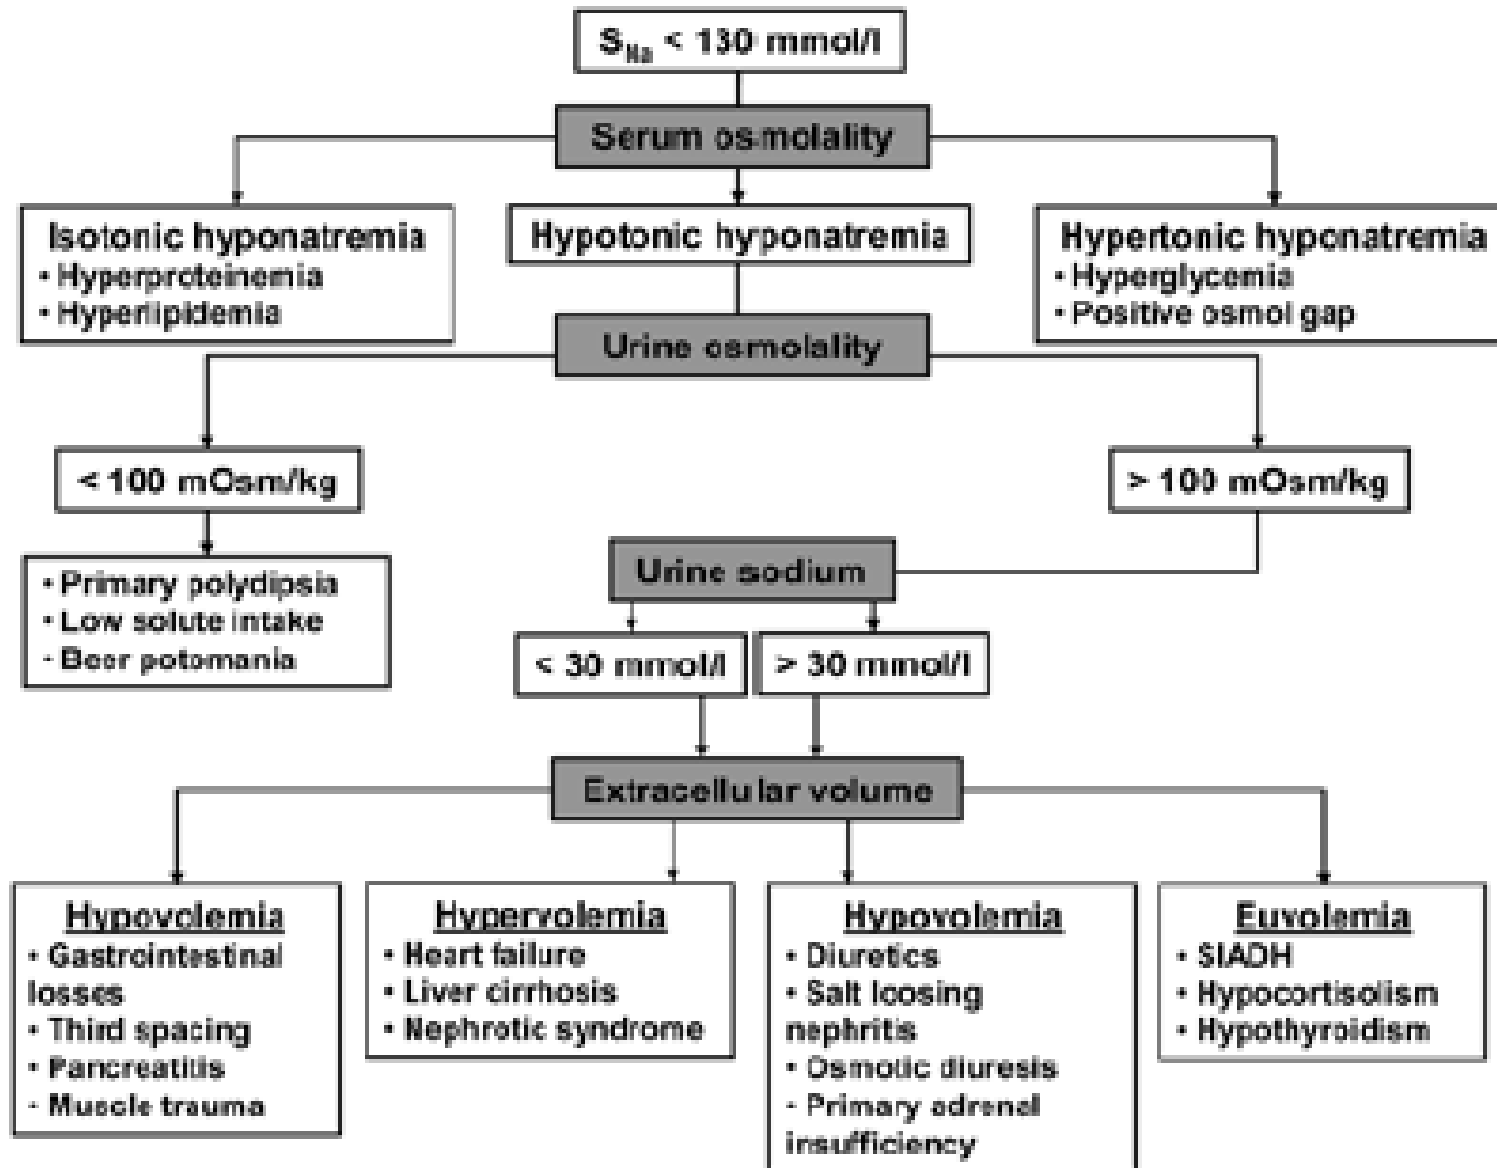 S_Na < 130 mmol/l
Serum osmolality
Isotonic hyponatremia
• Hyperproteinemia
• Hyperlipidemia
Hypotonic hyponatremia
Hypertonic hyponatremia
• Hyperglycemia
• Positive osmol gap
Urine osmolality
< 100 mOsm/kg
> 100 mOsm/kg
• Primary polydipsia
• Low solute intake
- Beer potomania
Urine sodium
< 30 mmol/l
> 30 mmol/l
Extracellular volume
Hypovolemia
• Gastrointestinal
losses
• Third spacing
• Pancreatitis
- Muscle trauma
Hypervolemia
• Heart failure
• Liver cirrhosis
• Nephrotic syndrome
Hypovolemia
• Diuretics
• Salt loosing
nephritis
• Osmotic diuresis
- Primary adrenal
insufficiency
Euvolemia
• SIADH
• Hypocortisolism
• Hypothyroidism